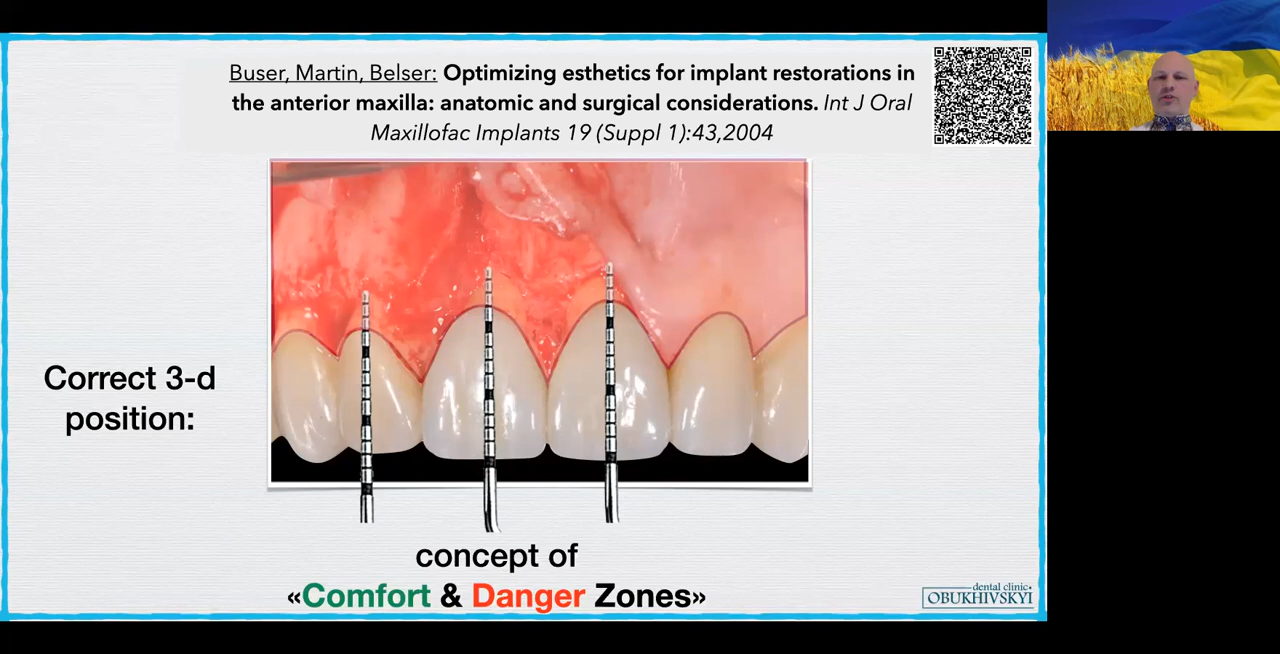 Buser, Martin, Belser: Optimizing esthetics for implant restorations in
the anterior maxilla: anatomic and surgical considerations. Int J Oral
Maxillofac Implants 19 (Suppl 1):43,2004
Correct 3-d
position:
concept of
«Comfort & Danger Zones»
dental clinic
OBUKHIVSKYI